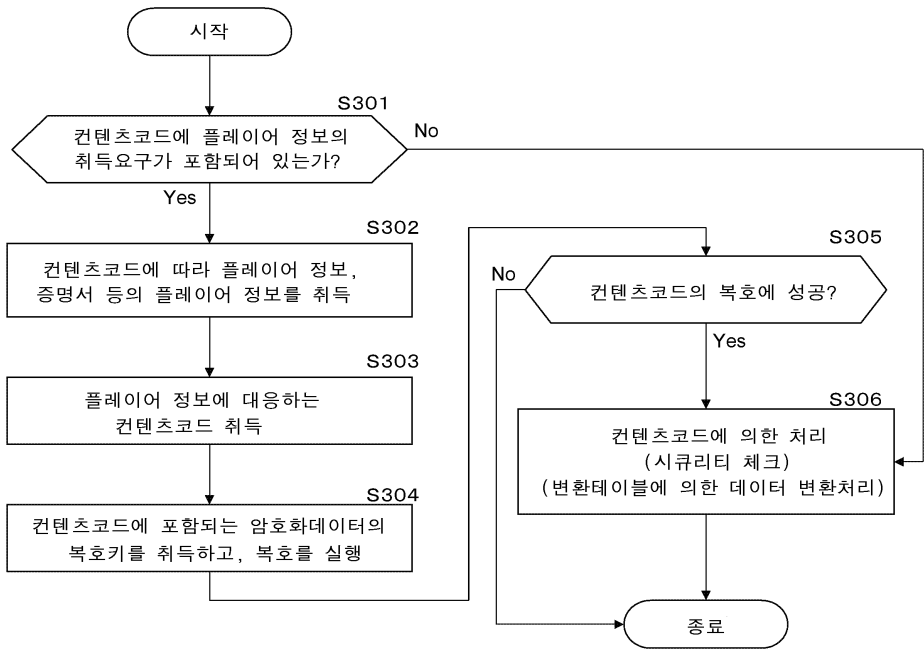 시작
S301
컨텐츠코드에 플레이어 정보의
취득요구가 포함되어 있는가?
No
Yes
S302
컨텐츠코드에 따라 플레이어 정보,
증명서 등의 플레이어 정보를 취득
S303
플레이어 정보에 대응하는
컨텐츠코드 취득
S304
컨텐츠코드에 포함되는 암호화데이터의
복호키를 취득하고, 복호를 실행
S305
No
컨텐츠코드의 복호에 성공?
Yes
S306
컨텐츠코드에 의한 처리
(시큐리티 체크)
(변환테이블에 의한 데이터 변환처리)
종료